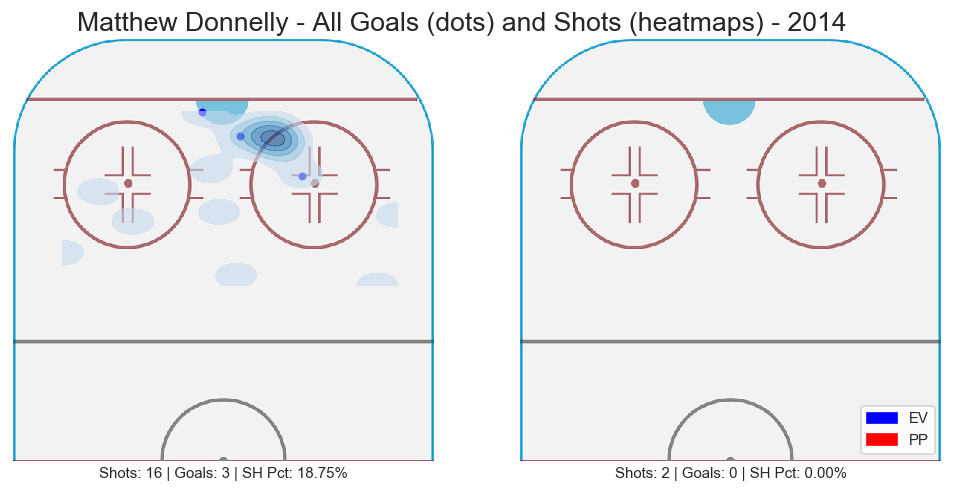 Matthew Donnelly - All Goals (dots) and Shots (heatmaps) - 2014
EV
PP
Shots: 16 | Goals: 3 | SH Pct: 18.75%
Shots: 2 | Goals: 0 | SH Pct: 0.00%